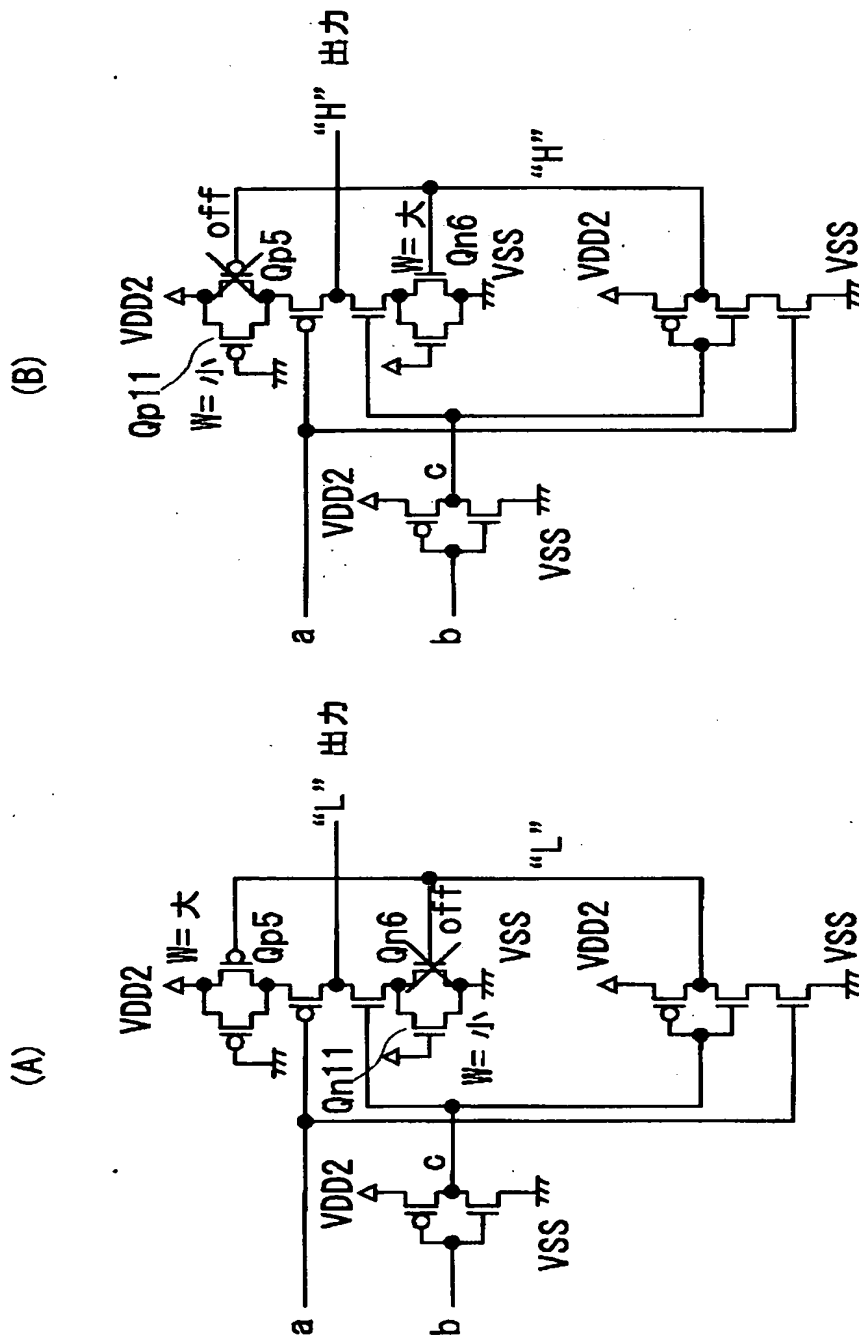 (A)
VDD2
W=大
Qp5
"L" 出力
a
b
c
VDD2
VSS
Qn11
W=小
Qn6
off
VSS
"L"
VDD2
VSS
(B)
VDD2
off
Qp11
W=小
Qp5
"H" 出力
a
b
c
VDD2
VSS
W=大
Qn6
VSS
"H"
VDD2
VSS